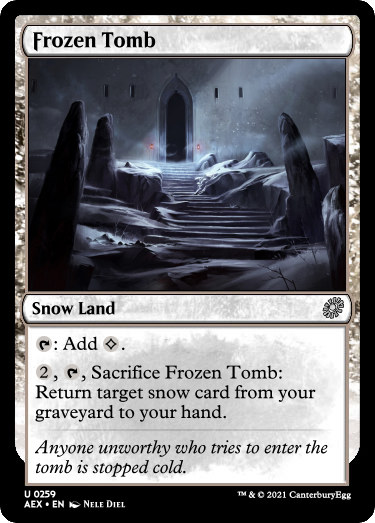 Frozen Tomb
Snow Land
: Add .
2, , Sacrifice Frozen Tomb:
Return target snow card from your
graveyard to your hand.
Anyone unworthy who tries to enter the
tomb is stopped cold.
U 0259
AEX • EN Nele Diel
™ & © 2021 CanterburyEgg